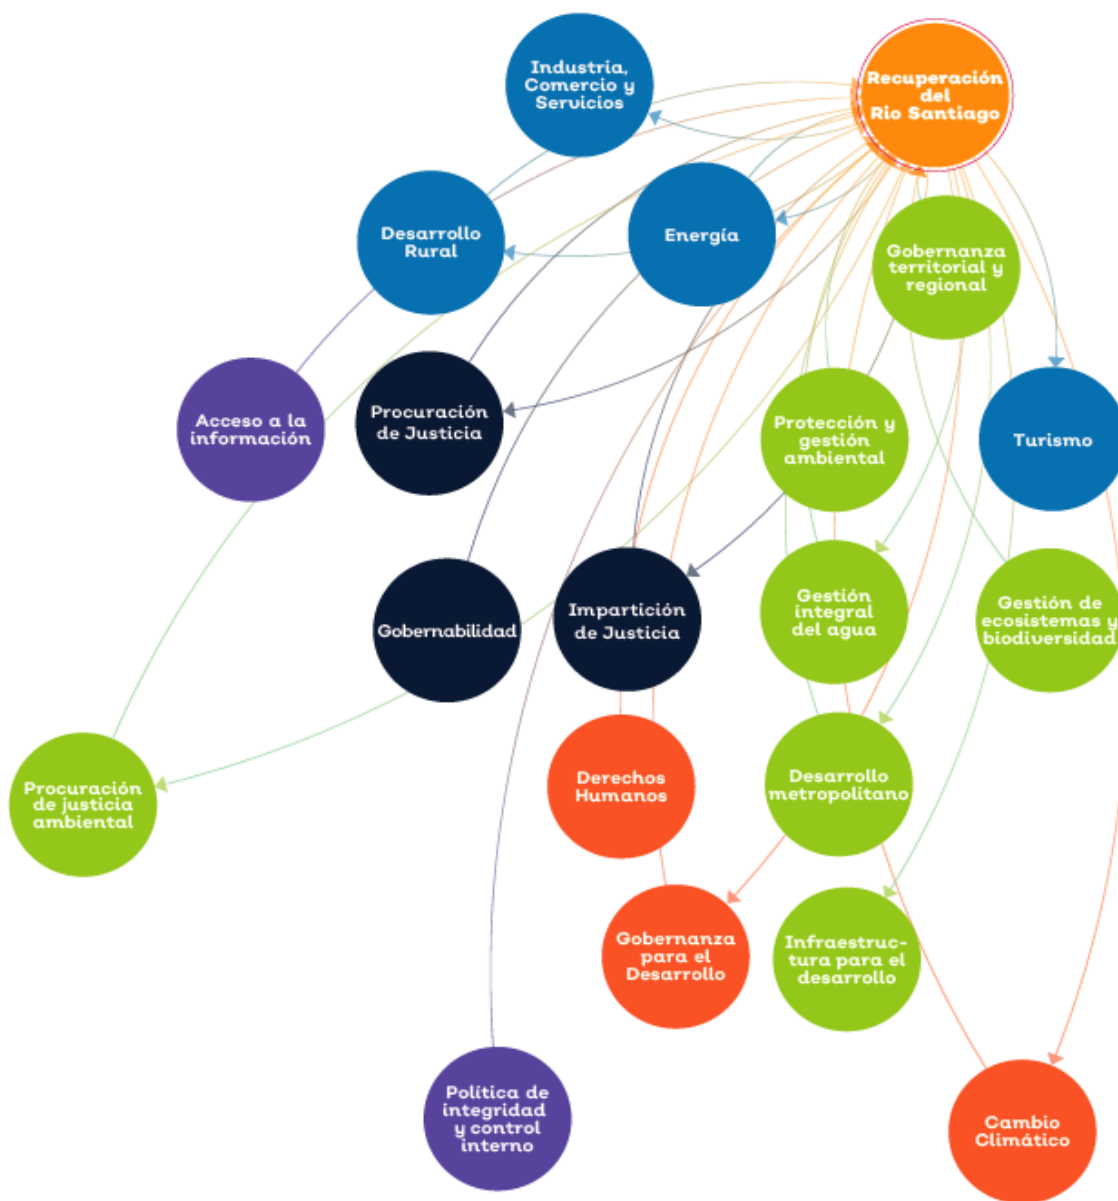 Industria,
Comercio y
Servicios
Recuperación
del
Rio Santiago
Desarrollo
Rural
Energía
Gobernanza
territorial y
regional
Acceso a la
información
Procuración
de Justicia
Protección y
gestión
ambiental
Turismo
Gobernabilidad
Impartición
de Justicia
Gestión
integral
del agua
Gestión de
ecosistemas y
biodiversidad
Procuración
de justicia
ambiental
Derechos
Humanos
Desarrollo
metropolitano
Gobernanza
para el
Desarrollo
Infraestruc-
tura para el
desarrollo
Política de
integridad
y control
interno
Cambio
Climático